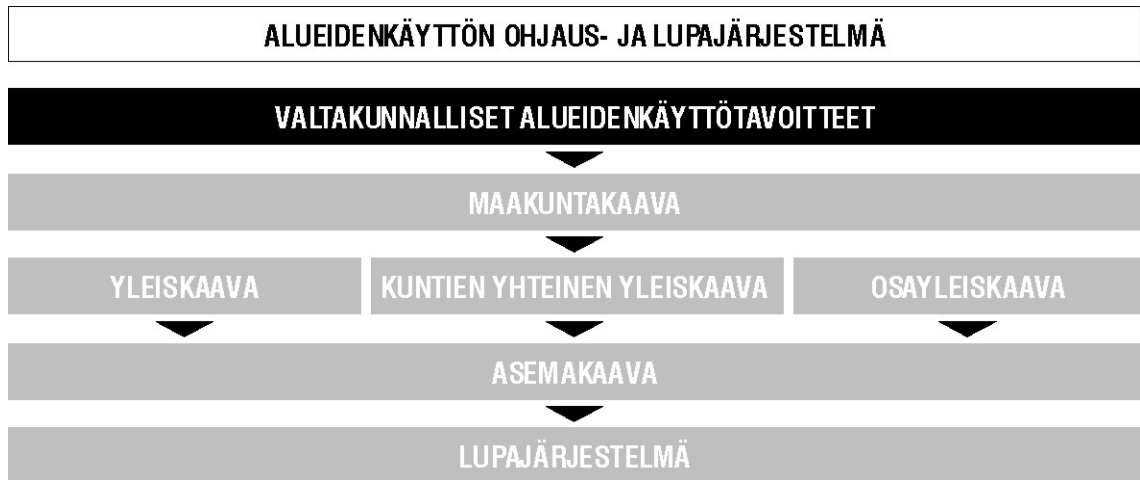 ALUEIDENKÄYTTÖN OHJAUS- JA LUPAJÄRJESTELMÄ
VALTAKUNNALLISET ALUEIDENKÄYTTÖTAVOITTEET
MAAKUNTAKAAVA
YLEISKAAVA
KUNTIEN YHTEINEN YLEISKAAVA
OSAYLEISKAAVA
ASEMAKAAVA
LUPAJÄRJESTELMÄ